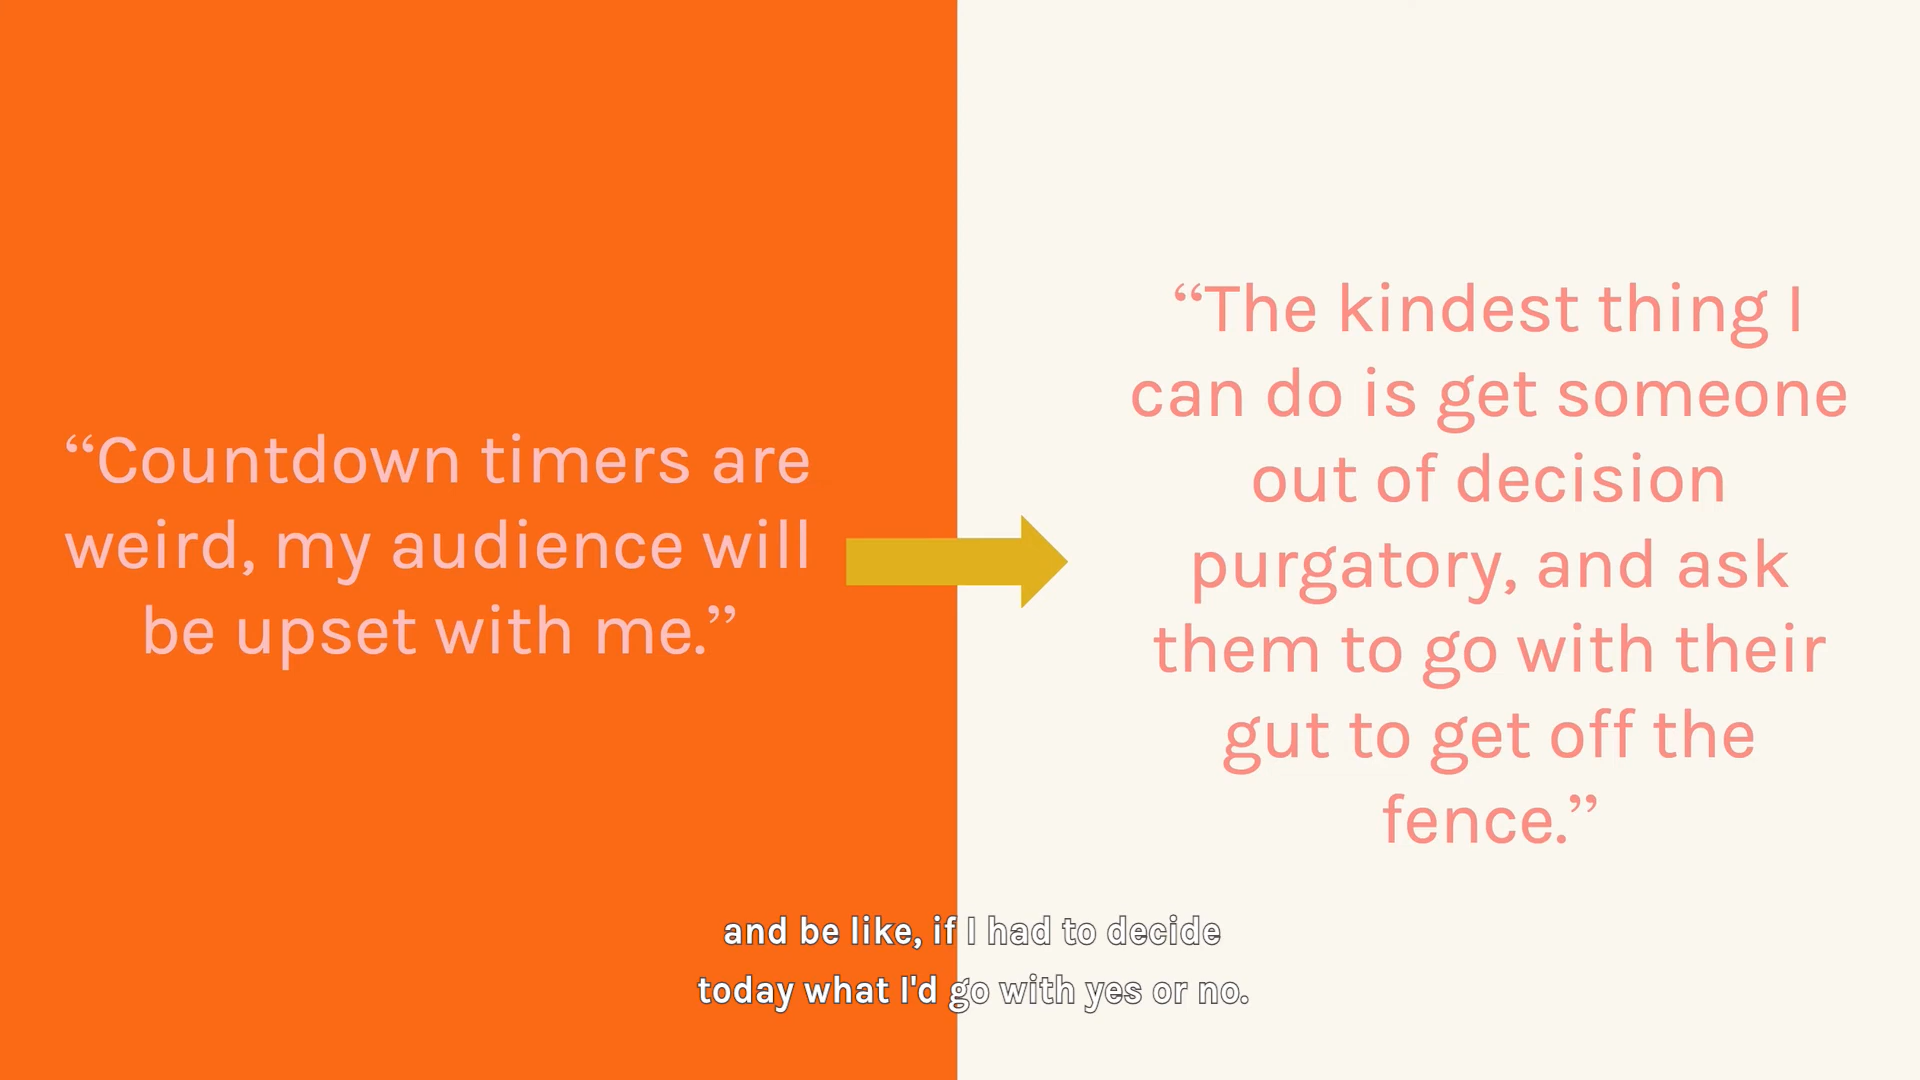 “Countdown timers are
weird, my audience will
be upset with me.”
“The kindest thing I
can do is get someone
out of decision
purgatory, and ask
them to go with their
gut to get off the
fence.”
and be like, if I had to decide
today what I'd go with yes or no.